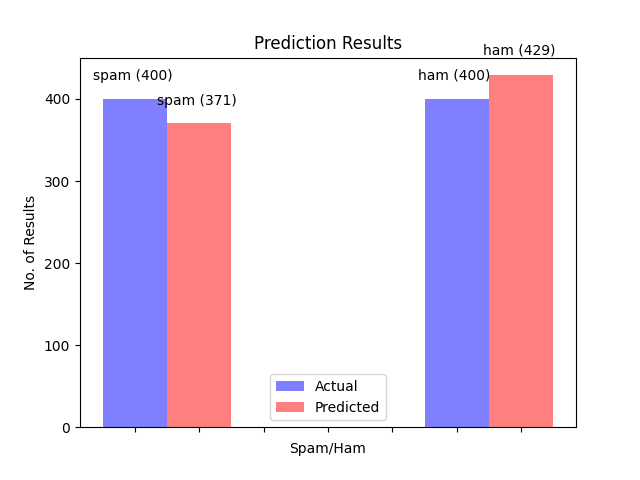 Prediction Results
ham (429)
spam (400)
ham (400)
spam (371)
400
300
200
100
0
No. of Results
Actual
Predicted
Spam/Ham